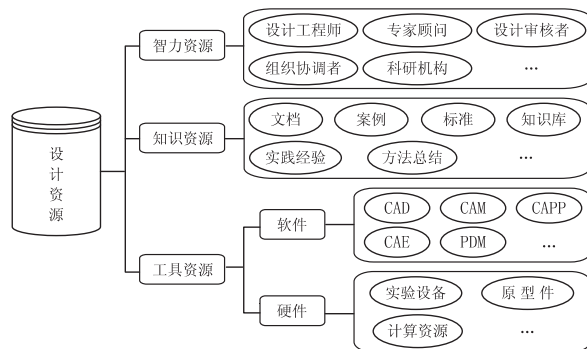 设计资源
智力资源
设计工程师 专家顾问 设计审核者
组织协调者 科研机构 …
知识资源
文档 案例 标准 知识库
实践经验 方法总结 …
工具资源
软件
CAD CAM CAPP
CAE PDM …
硬件
实验设备 原型件
计算资源 …